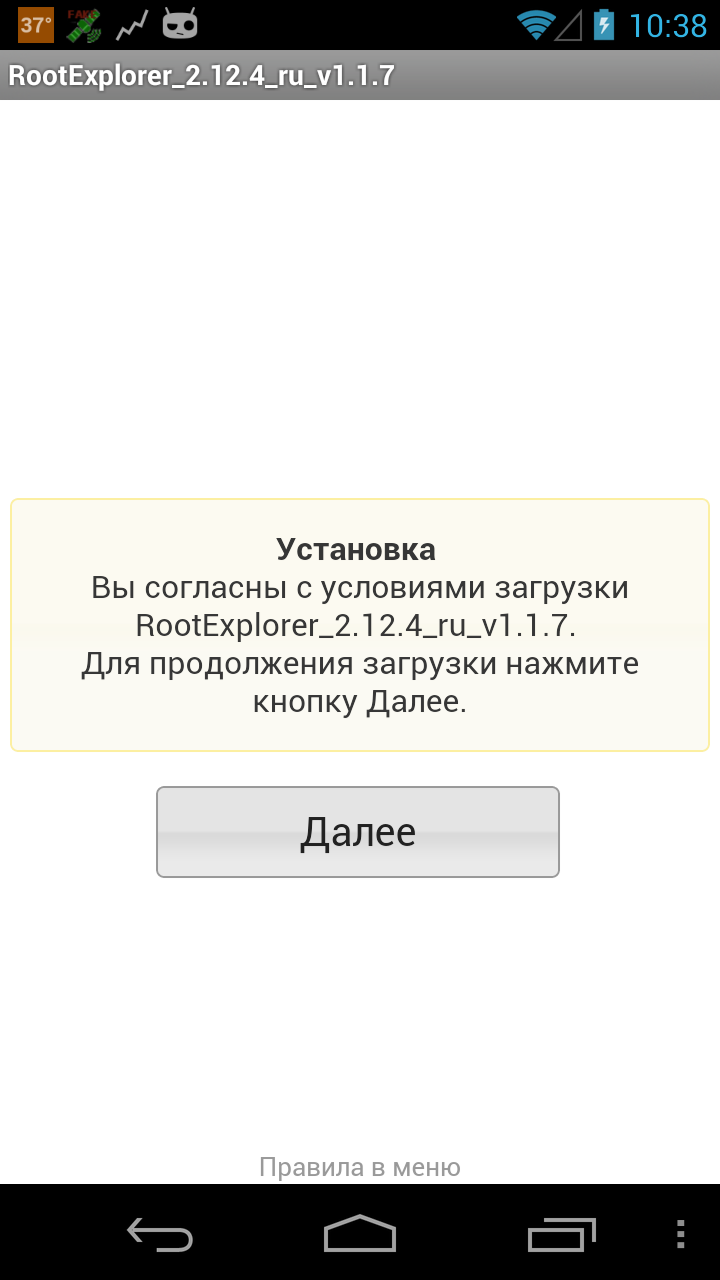 37°
FAKE
10:38
RootExplorer_2.12.4_ru_v1.1.7
Установка
Вы согласны с условиями загрузки
RootExplorer_2.12.4_ru_v1.1.7.
Для продолжения загрузки нажмите
кнопку Далее.
Далее
Правила в меню